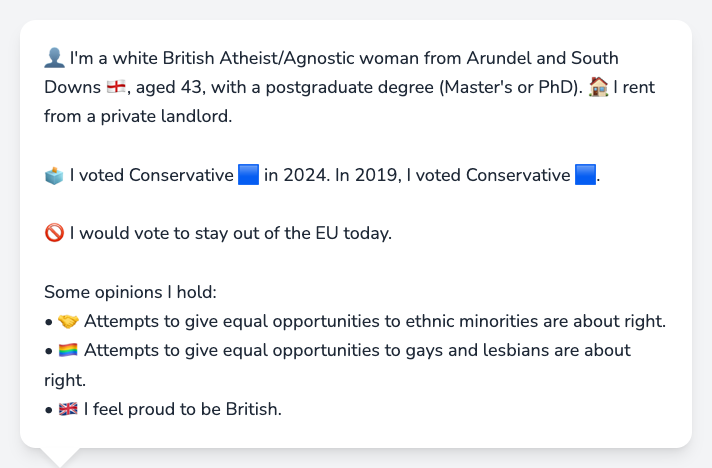 👤 I'm a white British Atheist/Agnostic woman from Arundel and South
Downs 🏴󠁧󠁢󠁥󠁮󠁧󠁿, aged 43, with a postgraduate degree (Master's or PhD). 🏠 I rent
from a private landlord.
🗳️ I voted Conservative 🟦 in 2024. In 2019, I voted Conservative 🟦.
🚫 I would vote to stay out of the EU today.
Some opinions I hold:
• 🤝 Attempts to give equal opportunities to ethnic minorities are about right.
• 🏳️‍🌈 Attempts to give equal opportunities to gays and lesbians are about
right.
• 🇬🇧 I feel proud to be British.